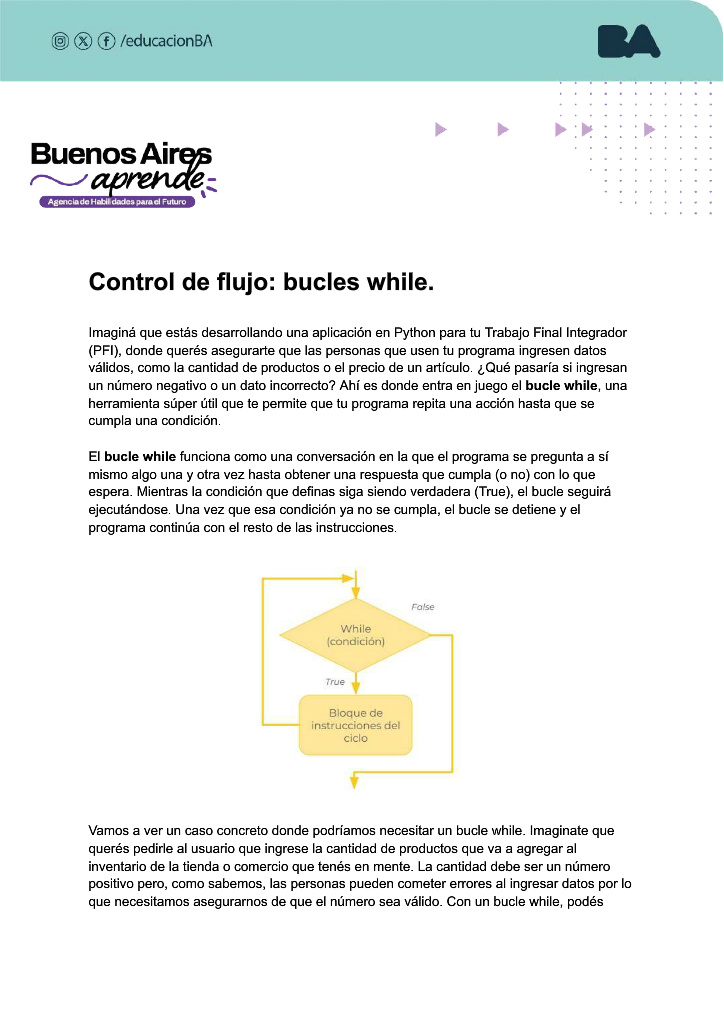 /educacionBA
BA
Buenos Aires
aprende
Agencia de Habilidades para el Futuro
Control de flujo: bucles while.
Imaginá que estás desarrollando una aplicación en Python para tu Trabajo Final Integrador
(PFI), donde querés asegurarte que las personas que usen tu programa ingresen datos
válidos, como la cantidad de productos o el precio de un artículo. ¿Qué pasaría si ingresan
un número negativo o un dato incorrecto? Ahí es donde entra en juego el bucle while, una
herramienta súper útil que te permite que tu programa repita una acción hasta que se
cumpla una condición.
El bucle while funciona como una conversación en la que el programa se pregunta a sí
mismo algo una y otra vez hasta obtener una respuesta que cumpla (o no) con lo que
espera. Mientras la condición que definas siga siendo verdadera (True), el bucle seguirá
ejecutándose. Una vez que esa condición ya no se cumpla, el bucle se detiene y el
programa continúa con el resto de las instrucciones.
False
While
(condición)
True
Bloque de
instrucciones del
ciclo
Vamos a ver un caso concreto donde podríamos necesitar un bucle while. Imaginate que
querés pedirle al usuario que ingrese la cantidad de productos que va a agregar al
inventario de la tienda o comercio que tenés en mente. La cantidad debe ser un número
positivo pero, como sabemos, las personas pueden cometer errores al ingresar datos por lo
que necesitamos asegurarnos de que el número sea válido. Con un bucle while, podés